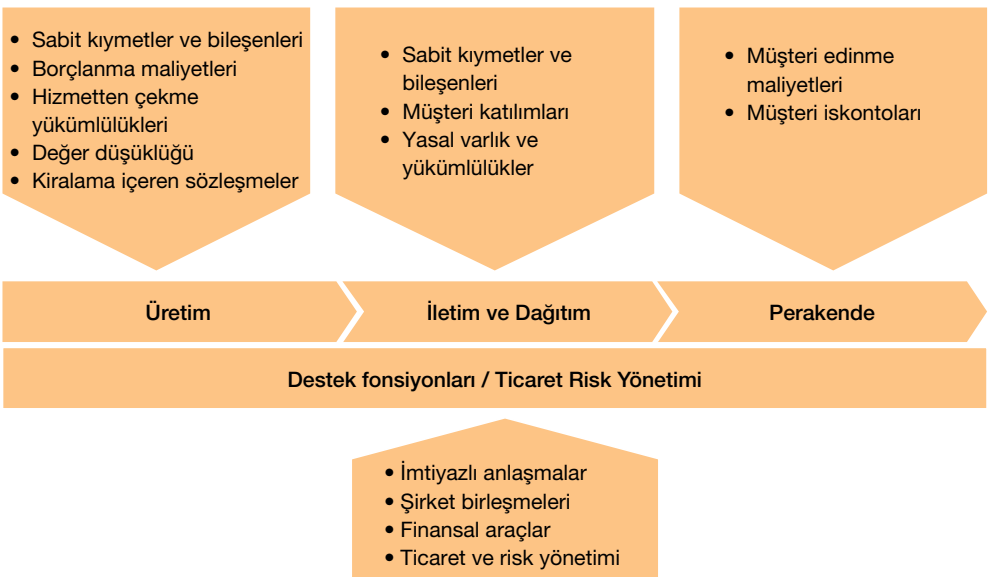 • Sabit kıymetler ve bileşenleri
• Borçlanma maliyetleri
• Hizmetten çekme
yükümlülükleri
• Değer düşüklüğü
• Kiralama içeren sözleşmeler
• Sabit kıymetler ve
bileşenleri
• Müşteri katılımları
• Yasal varlık ve
yükümlülükler
• Müşteri edinme
maliyetleri
• Müşteri iskontoları
Üretim
İletim ve Dağıtım
Perakende
Destek fonsiyonları / Ticaret Risk Yönetimi
• İmtiyazlı anlaşmalar
• Şirket birleşmeleri
• Finansal araçlar
• Ticaret ve risk yönetimi